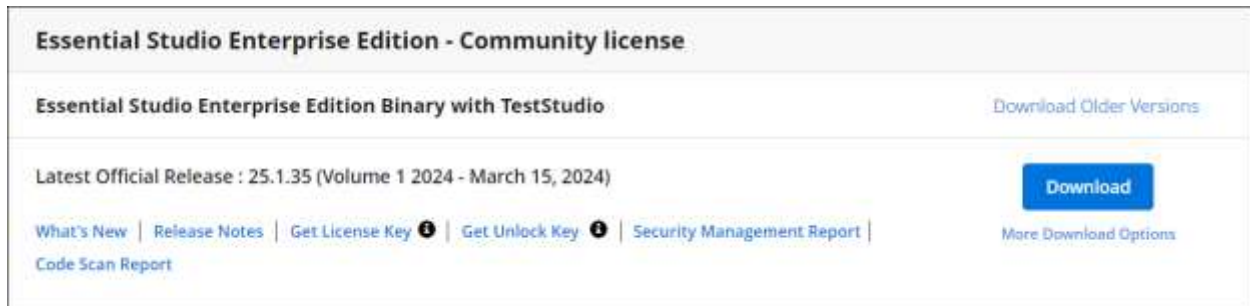 Essential Studio Enterprise Edition - Community license
Essential Studio Enterprise Edition Binary with TestStudio
Download Older Versions
Latest Official Release : 25.1.35 (Volume 1 2024 - March 15, 2024)
Download
What's New | Release Notes | Get License Key | Get Unlock Key | Security Management Report |
More Download Options
Code Scan Report